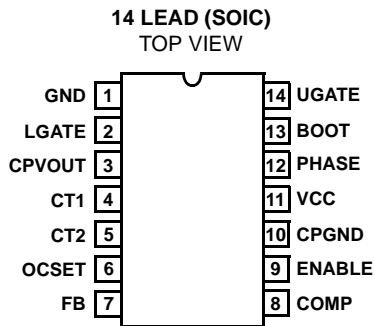 14 LEAD (SOIC)
TOP VIEW
GND 1 14 UGATE
LGATE 2 13 BOOT
CPVOUT 3 12 PHASE
CT1 4 11 VCC
CT2 5 10 CPGND
OCSET 6 9 ENABLE
FB 7 8 COMP